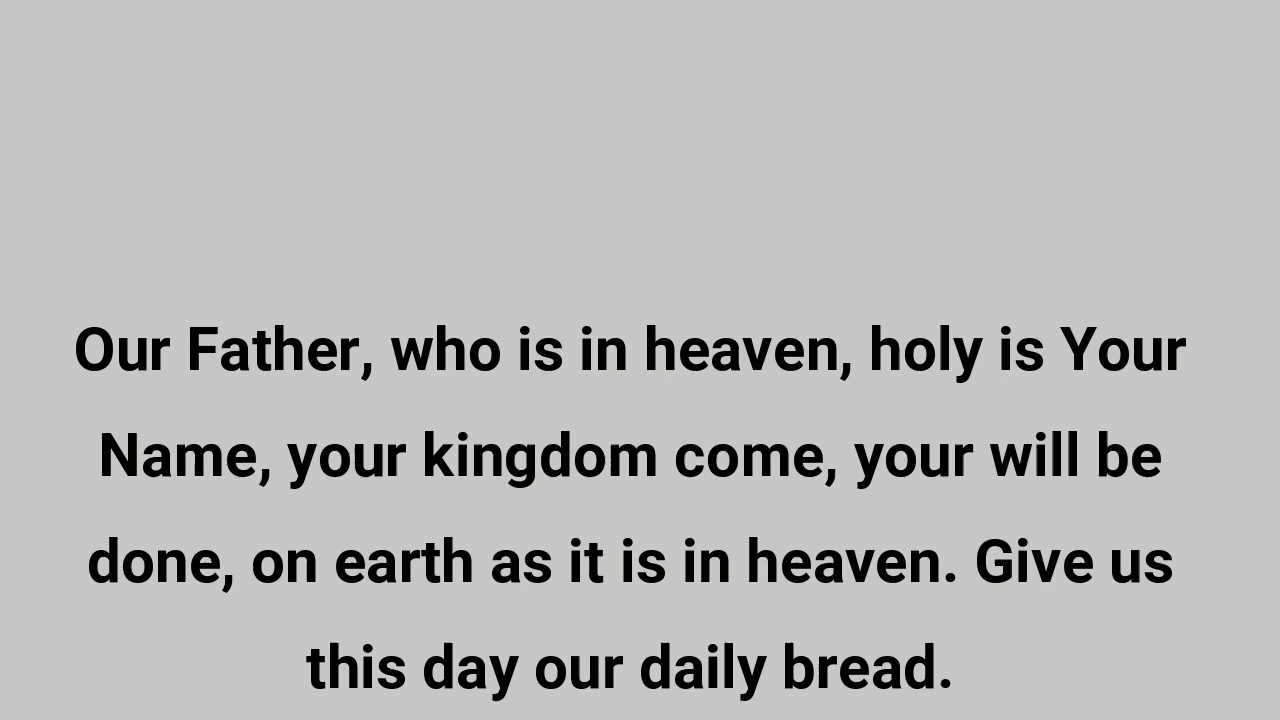 Our Father, who is in heaven, holy is Your
Name, your kingdom come, your will be
done, on earth as it is in heaven. Give us
this day our daily bread.